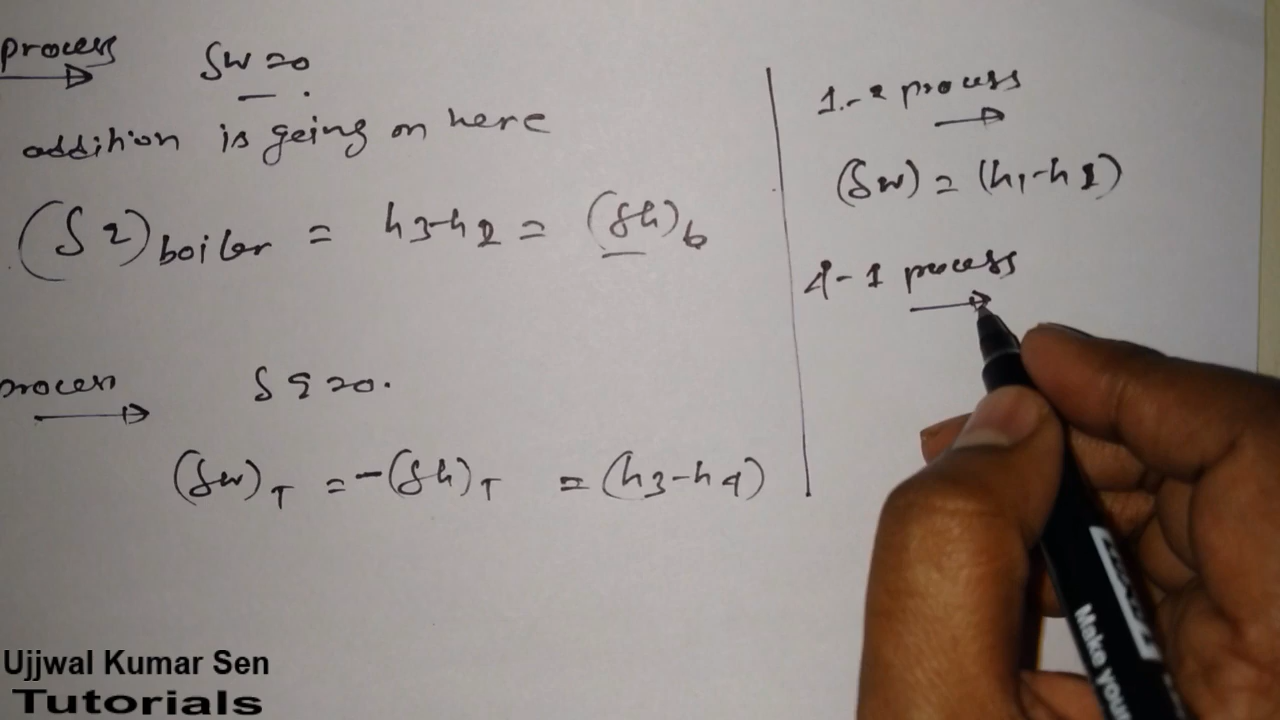 process δw = 0.
addition is going on here
(δq)boiler = h3-h2 = (δh)b
process δq = 0.
(δw)T = -(δh)T = (h3-h4)
1-2 process
(δw) = (h1-h2)
4-1 process
Make your
Ujjwal Kumar Sen
Tutorials